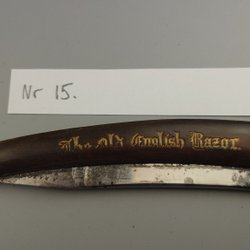 Nr 15.
The Old English Razor.